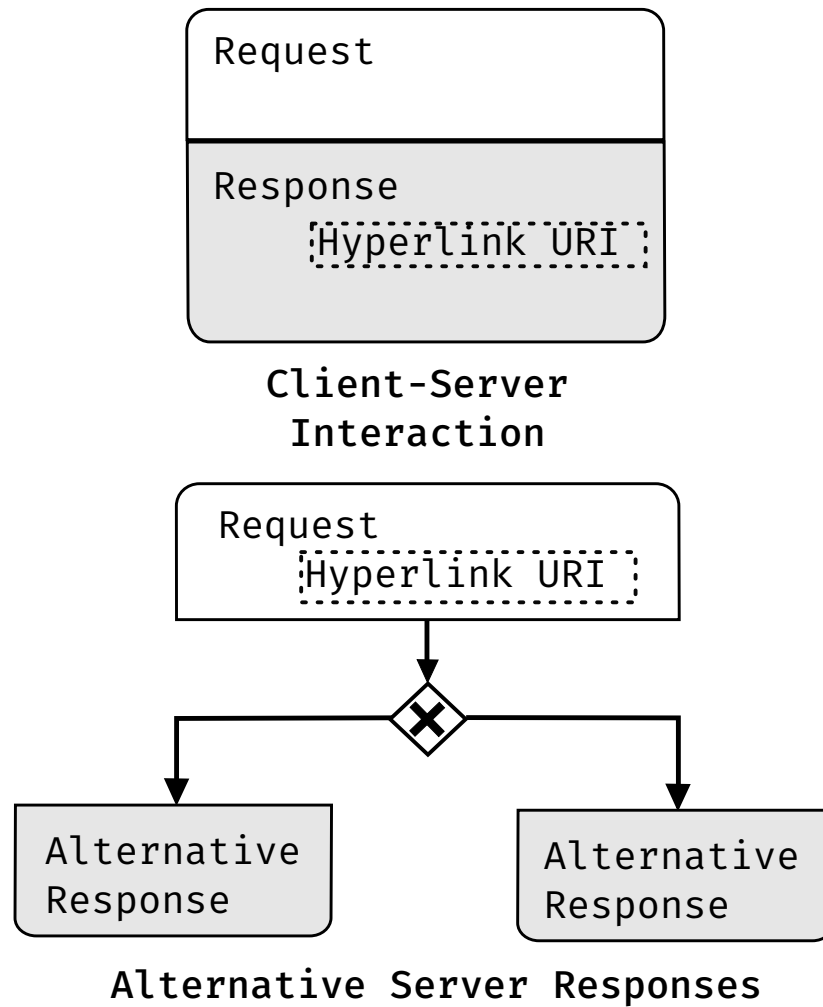 Request
Response
Hyperlink URI
Client-Server
Interaction
Request
Hyperlink URI
Alternative
Response
Alternative
Response
Alternative Server Responses